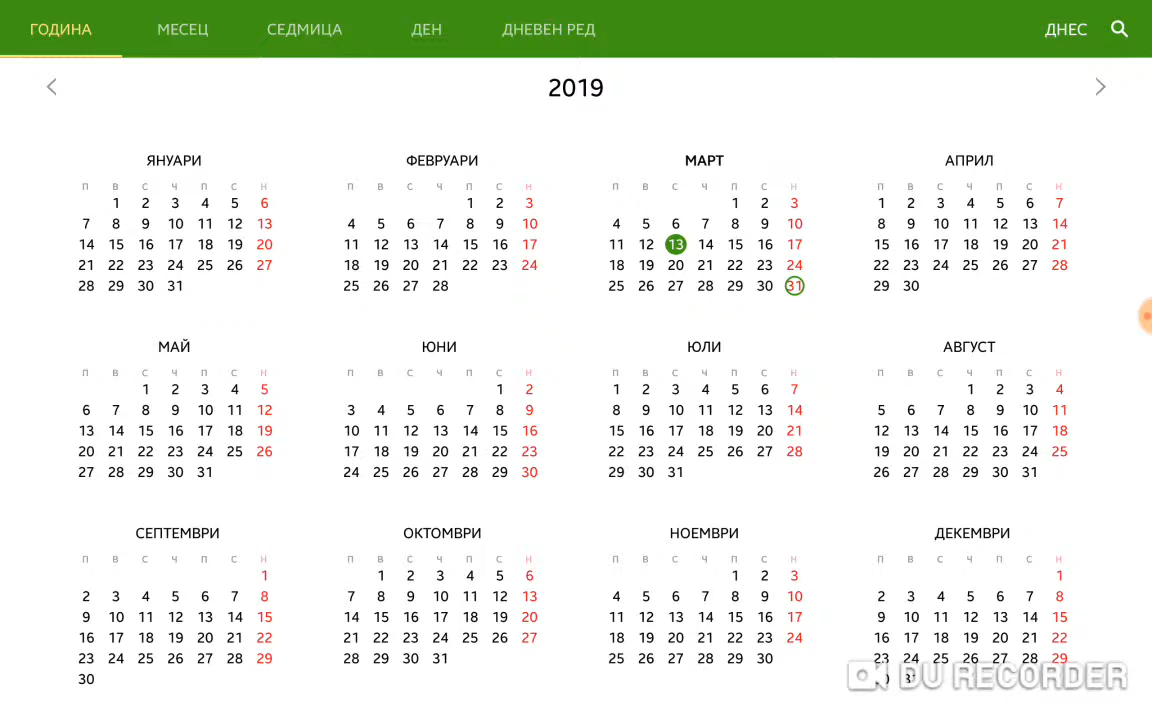 ГОДИНА МЕСЕЦ СЕДМИЦА ДЕН ДНЕВЕН РЕД ДНЕС
2019
ЯНУАРИ ФЕВРУАРИ МАРТ АПРИЛ
П В С Ч П С Н П В С Ч П С Н П В С Ч П С Н П В С Ч П С Н
1 2 3 4 5 6 1 2 3 1 2 3 1 2 3 4 5 6 7
7 8 9 10 11 12 13 4 5 6 7 8 9 10 4 5 6 7 8 9 10 8 9 10 11 12 13 14
14 15 16 17 18 19 20 11 12 13 14 15 16 17 11 12 13 14 15 16 17 15 16 17 18 19 20 21
21 22 23 24 25 26 27 18 19 20 21 22 23 24 18 19 20 21 22 23 24 22 23 24 25 26 27 28
28 29 30 31 25 26 27 28 25 26 27 28 29 30 31 29 30
МАЙ ЮНИ ЮЛИ АВГУСТ
П В С Ч П С Н П В С Ч П С Н П В С Ч П С Н П В С Ч П С Н
1 2 3 4 5 1 2 1 2 3 4 5 6 7 1 2 3 4
6 7 8 9 10 11 12 3 4 5 6 7 8 9 8 9 10 11 12 13 14 5 6 7 8 9 10 11
13 14 15 16 17 18 19 10 11 12 13 14 15 16 15 16 17 18 19 20 21 12 13 14 15 16 17 18
20 21 22 23 24 25 26 17 18 19 20 21 22 23 22 23 24 25 26 27 28 19 20 21 22 23 24 25
27 28 29 30 31 24 25 26 27 28 29 30 29 30 31 26 27 28 29 30 31
СЕПТЕМВРИ ОКТОМВРИ НОЕМВРИ ДЕКЕМВРИ
П В С Ч П С Н П В С Ч П С Н П В С Ч П С Н П В С Ч П С Н
1 1 2 3 4 5 6 1 2 3 1
2 3 4 5 6 7 8 7 8 9 10 11 12 13 4 5 6 7 8 9 10 2 3 4 5 6 7 8
9 10 11 12 13 14 15 14 15 16 17 18 19 20 11 12 13 14 15 16 17 9 10 11 12 13 14 15
16 17 18 19 20 21 22 21 22 23 24 25 26 27 18 19 20 21 22 23 24 16 17 18 19 20 21 22
23 24 25 26 27 28 29 28 29 30 31 25 26 27 28 29 30 23 24 25 26 27 28 29
30
DU RECORDER